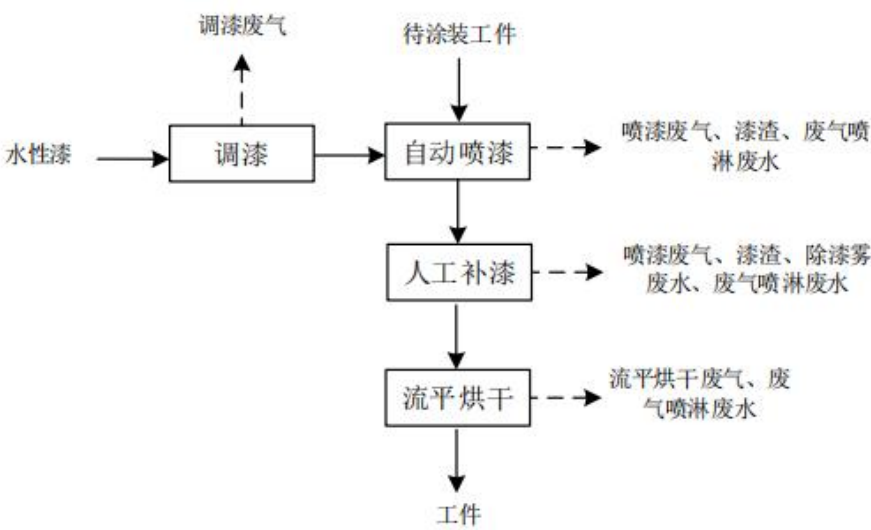 调漆废气
待涂装工件
水性漆
调漆
自动喷漆
喷漆废气、漆渣、废气喷
淋废水
人工补漆
喷漆废气、漆渣、除漆雾
废水、废气喷淋废水
流平烘干
流平烘干废气、废
气喷淋废水
工件